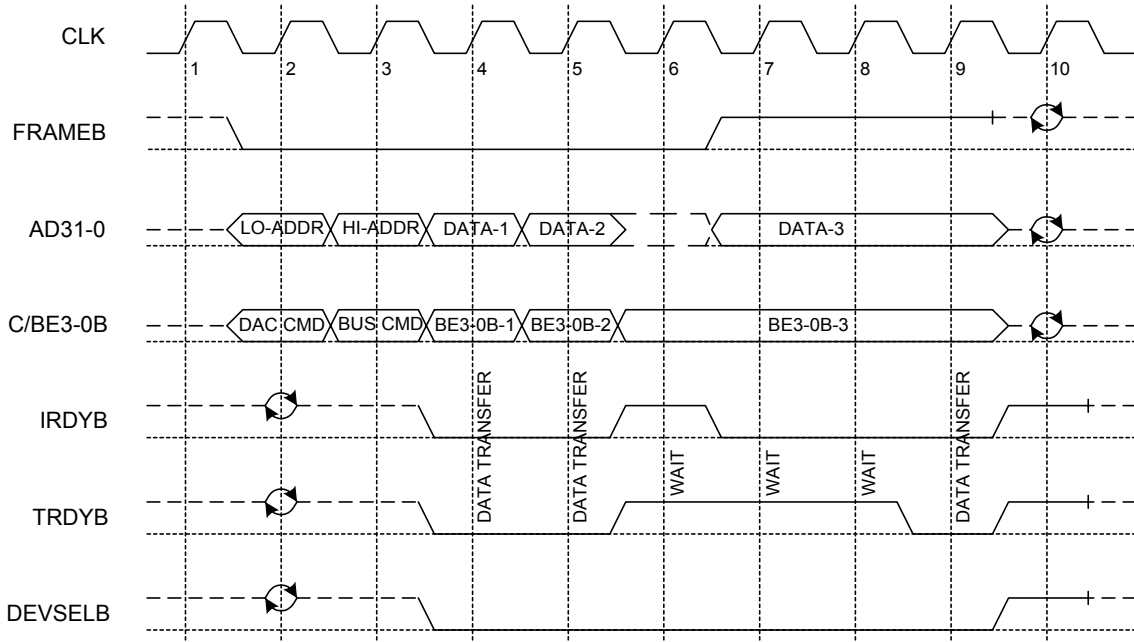 CLK
1 2 3 4 5 6 7 8 9 10
FRAMEB
AD31-0
LO-ADDR HI-ADDR DATA-1 DATA-2 DATA-3
C/BE3-0B
DAC CMD BUS CMD BE3-0B-1 BE3-0B-2 BE3-0B-3
IRDYB
DATA TRANSFER
DATA TRANSFER
WAIT
WAIT
WAIT
DATA TRANSFER
TRDYB
DEVSELB